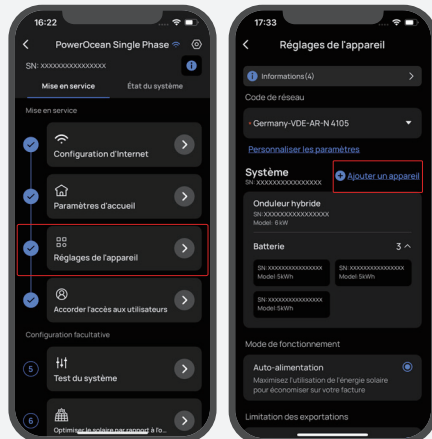 16:22
PowerOcean Single Phase
SN: XXXXXXXXXXXXXXXX
Mise en service
État du système
Mise en service
Configuration d'Internet
Paramètres d'accueil
Réglages de l'appareil
Accorder l'accès aux utilisateurs
Configuration facultative
5
Test du système
6
Optimiser le solaire par rapport à l'o...
17:33
Réglages de l'appareil
Informations(4)
Code de réseau
• Germany-VDE-AR-N 4105
Personnaliser les paramètres
Système
Ajouter un appareil
SN: XXXXXXXXXXXXXXXX
Onduleur hybride
SN:XXXXXXXXXXXXXXXX
Model: 6kW
Batterie
3
SN: XXXXXXXXXXXXXXXX
Model:5kWh
SN: XXXXXXXXXXXXXXXX
Model:5kWh
SN: XXXXXXXXXXXXXXXX
Model:5kWh
Mode de fonctionnement
Auto-alimentation
Maximisez l'utilisation de l'énergie solaire
pour économiser sur votre facture
Limitation des exportations